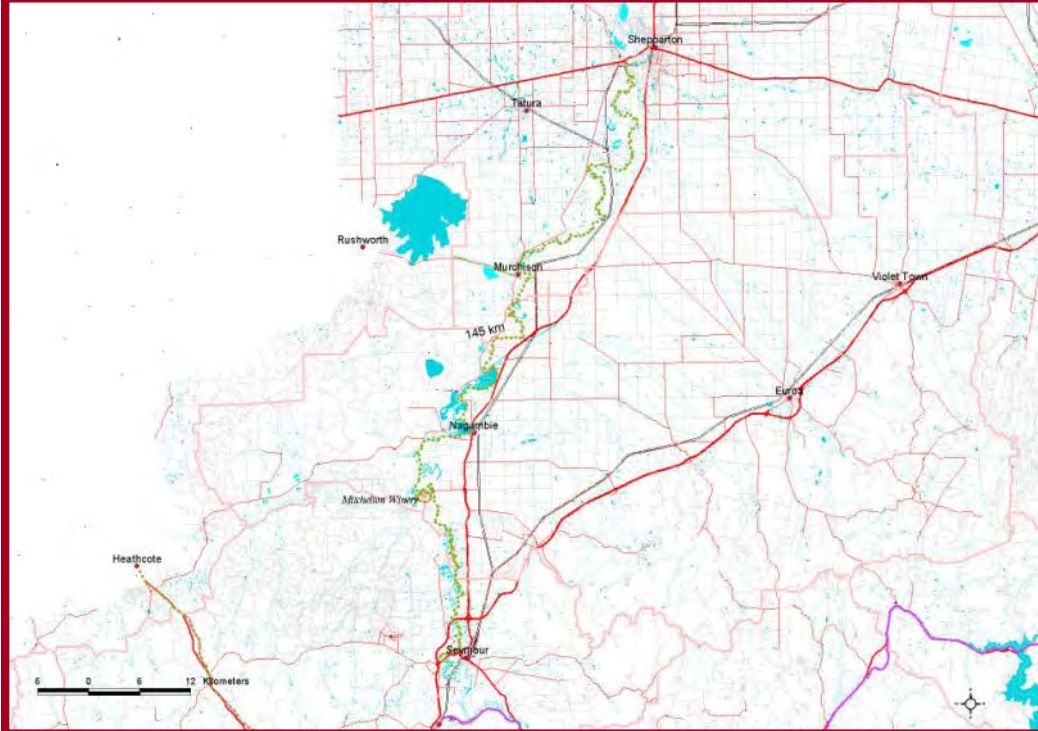 Shepparton
Tatura
Rushworth
Murchison
Violet Town
145 km
Euroa
Nagambie
Mitchelton Winery
Heathcote
Seymour
6 0 6 12 Kilometers